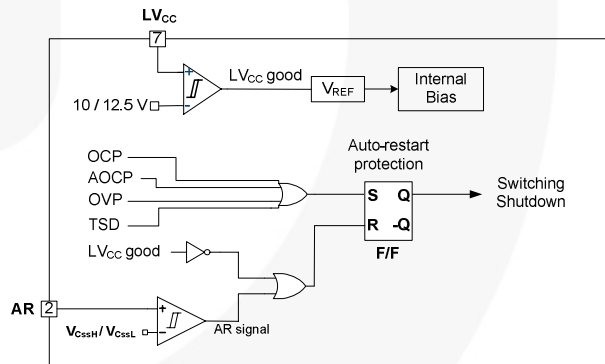 LVCC
7
+
-
10 / 12.5 V
LVCC good
VREF
Internal
Bias
OCP
AOCP
OVP
TSD
Auto-restart
protection
S Q
R -Q
F/F
Switching
Shutdown
LVCC good
AR 2
+
-
VCssH / VCssL
AR signal